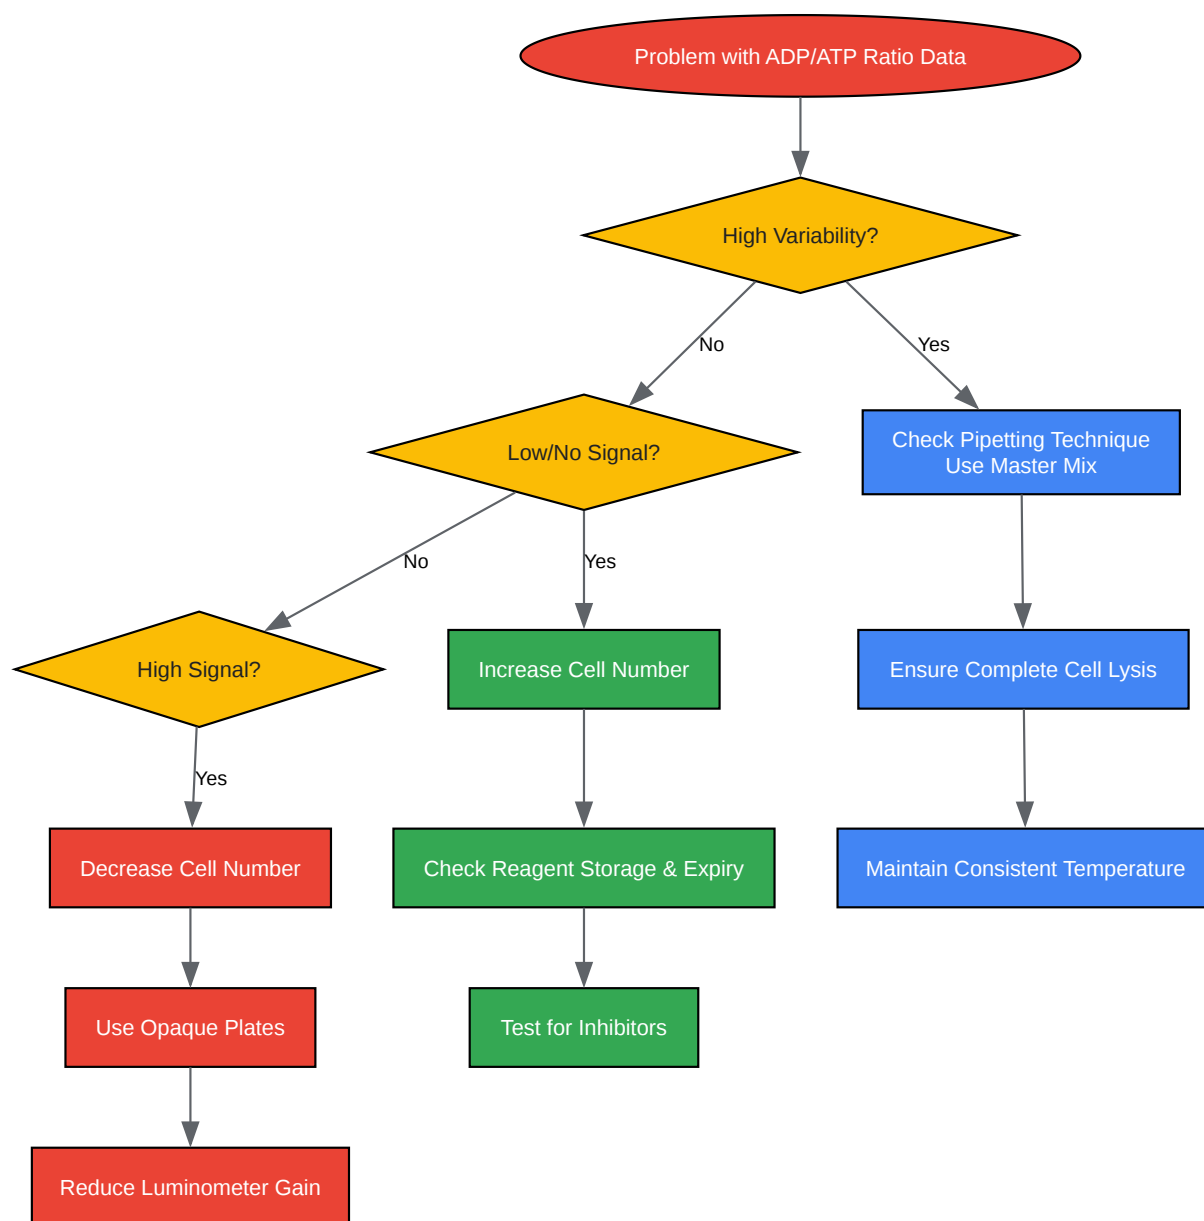 Problem with ADP/ATP Ratio Data
High Variability?
No
Yes
Low/No Signal?
Check Pipetting Technique
Use Master Mix
No
Yes
High Signal?
Increase Cell Number
Ensure Complete Cell Lysis
Yes
Decrease Cell Number
Check Reagent Storage & Expiry
Maintain Consistent Temperature
Use Opaque Plates
Test for Inhibitors
Reduce Luminometer Gain